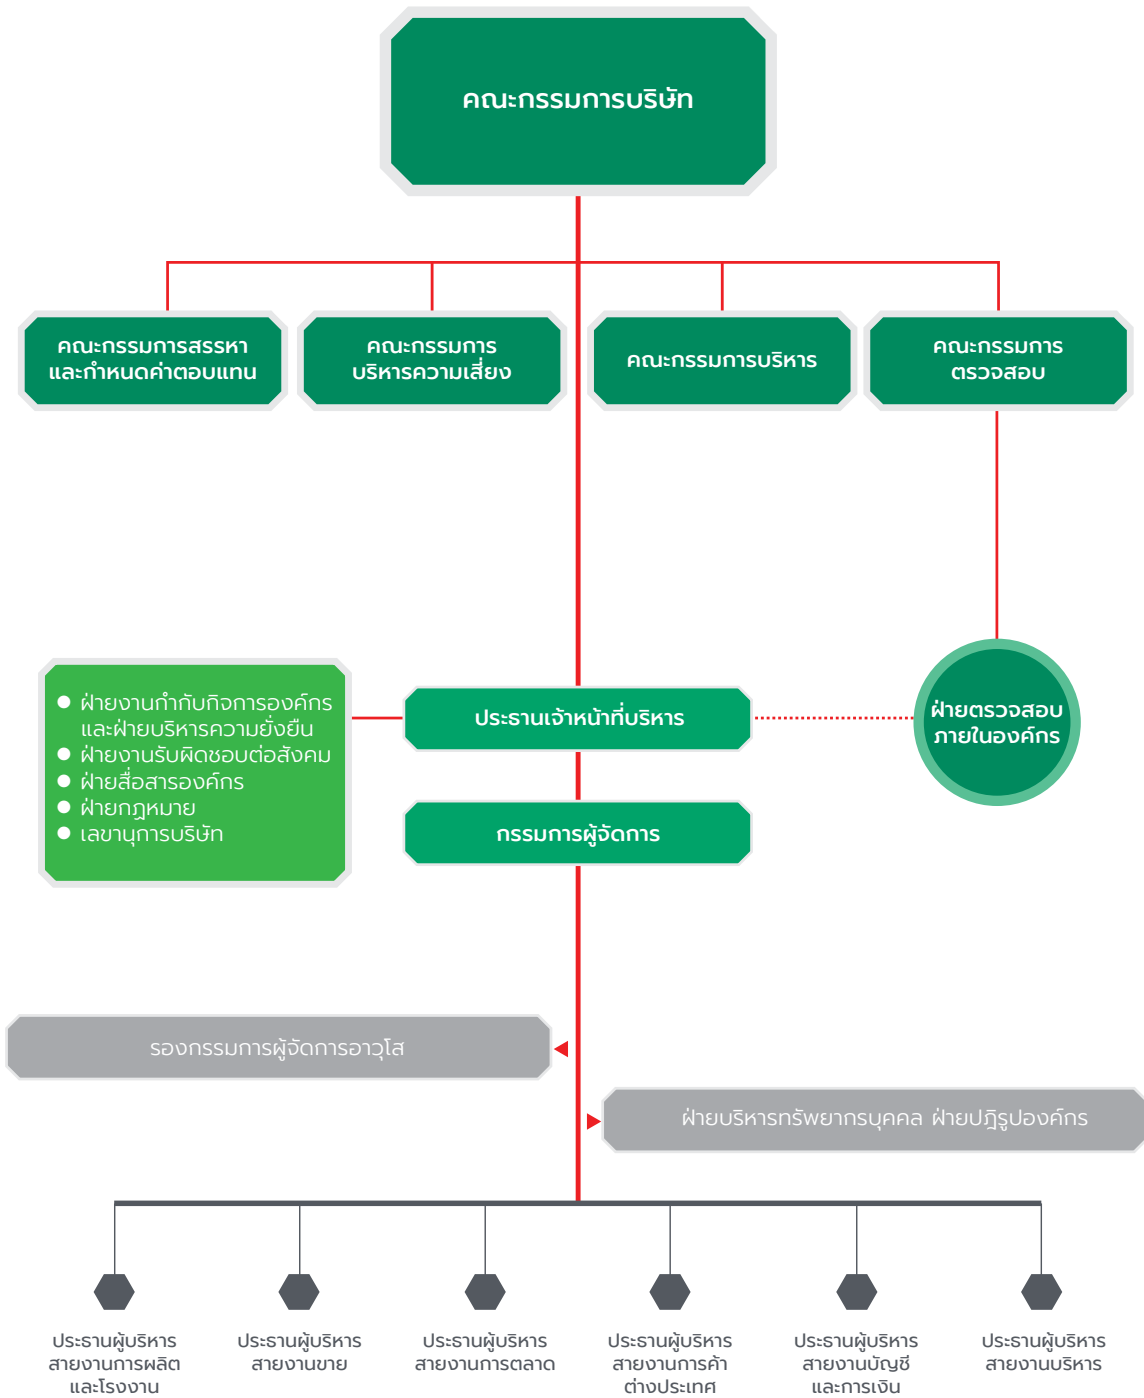 คณะกรรมการบริษัท
คณะกรรมการสรรหา
และกำหนดค่าตอบแทน
คณะกรรมการ
บริหารความเสี่ยง
คณะกรรมการบริหาร
คณะกรรมการ
ตรวจสอบ
ฝ่ายงานกำกับกิจการองค์กร
และฝ่ายบริหารความยั่งยืน
ฝ่ายงานรับผิดชอบต่อสังคม
ฝ่ายสื่อสารองค์กร
ฝ่ายกฎหมาย
เลขานุการบริษัท
ประธานเจ้าหน้าที่บริหาร
ฝ่ายตรวจสอบ
ภายในองค์กร
กรรมการผู้จัดการ
รองกรรมการผู้จัดการอาวุโส
ฝ่ายบริหารทรัพยากรบุคคล ฝ่ายปฎิรูปองค์กร
ประธานผู้บริหาร
สายงานการผลิต
และโรงงาน
ประธานผู้บริหาร
สายงานขาย
ประธานผู้บริหาร
สายงานการตลาด
ประธานผู้บริหาร
สายงานการค้า
ต่างประเทศ
ประธานผู้บริหาร
สายงานบัญชี
และการเงิน
ประธานผู้บริหาร
สายงานบริหาร